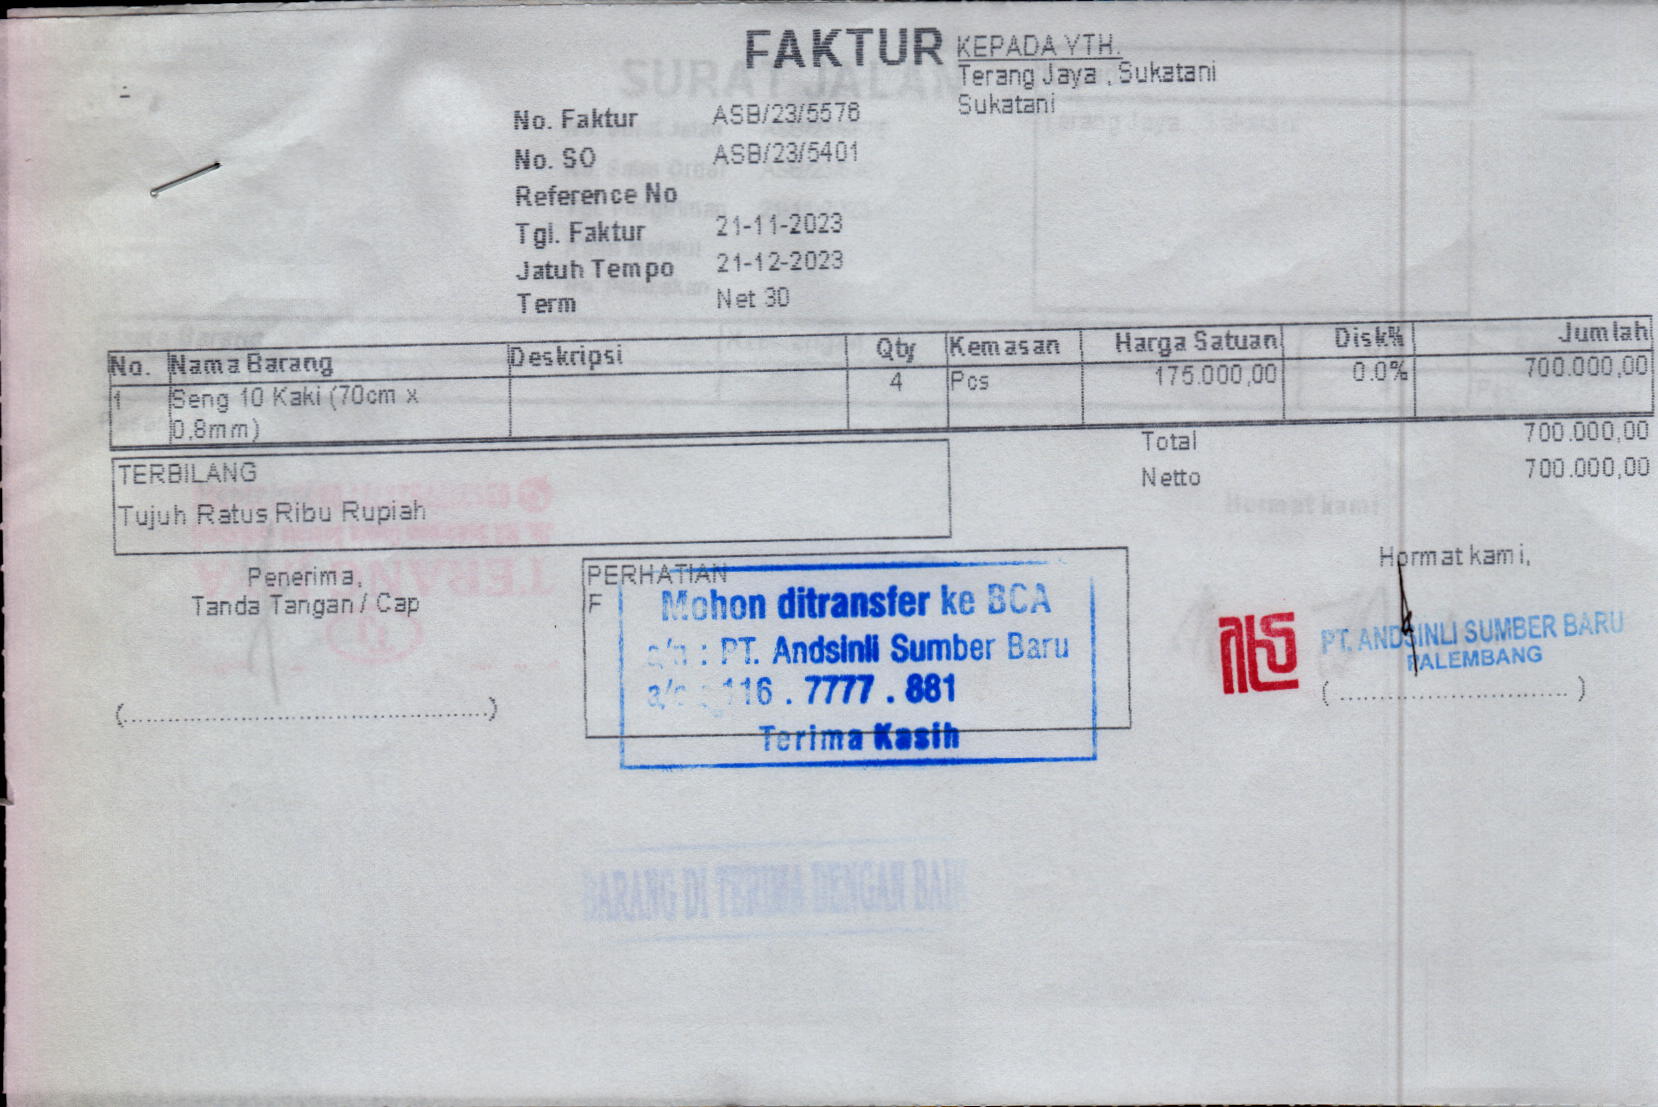 FAKTUR
KEPADA YTH.
Terang Jaya , Sukatani
Sukatani
No. Faktur ASB/23/5576
No. SO ASB/23/5401
Reference No
Tgl. Faktur 21-11-2023
Jatuh Tempo 21-12-2023
Term Net 30
No. Nama Barang Deskripsi Qty Kemasan Harga Satuan Disk% Jumlah
1 Seng 10 Kaki (70cm x 4 Pcs 175.000,00 0.0% 700.000,00
0,8mm)
Total 700.000,00
Netto 700.000,00
TERBILANG
Tujuh Ratus Ribu Rupiah
Penerima,
Tanda Tangan / Cap
(................................................)
PERHATIAN
F
Mohon ditransfer ke BCA
a/n : PT. Andsinli Sumber Baru
a/c : 116 . 7777 . 881
Terima Kasih
Hormat kami,
PT. ANDSINLI SUMBER BARU
PALEMBANG
(..............................)
SURAT JALAN
Hormat kami
BARANG DI TERIMA DENGAN BAIK